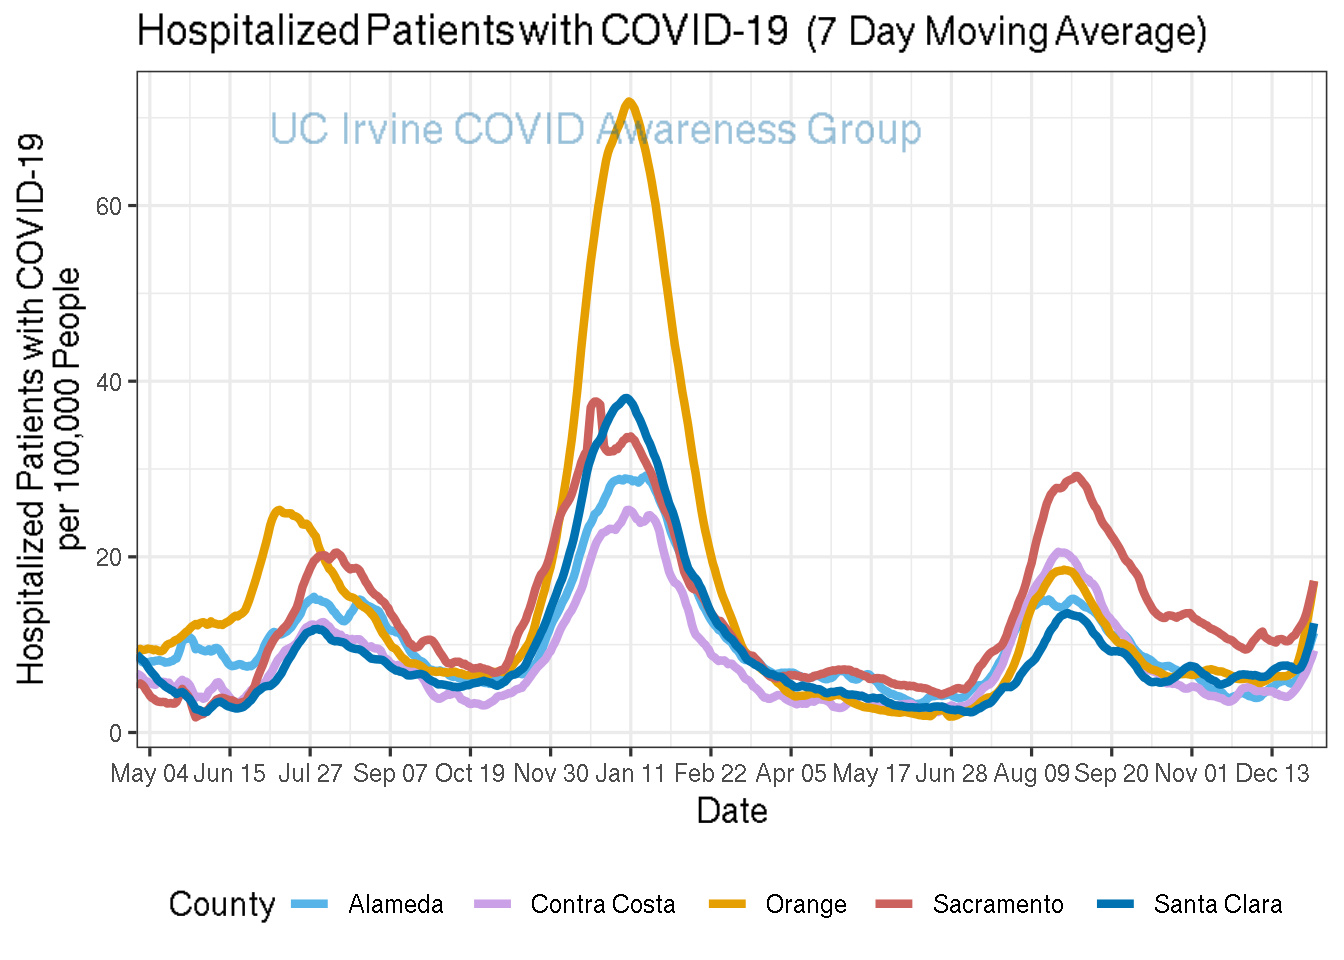 Hospitalized Patients with COVID-19 (7 Day Moving Average)
UC Irvine COVID Awareness Group
Hospitalized Patients with COVID-19
per 100,000 People
60
40
20
0
May 04 Jun 15 Jul 27 Sep 07 Oct 19 Nov 30 Jan 11 Feb 22 Apr 05 May 17 Jun 28 Aug 09 Sep 20 Nov 01 Dec 13
Date
County Alameda Contra Costa Orange Sacramento Santa Clara